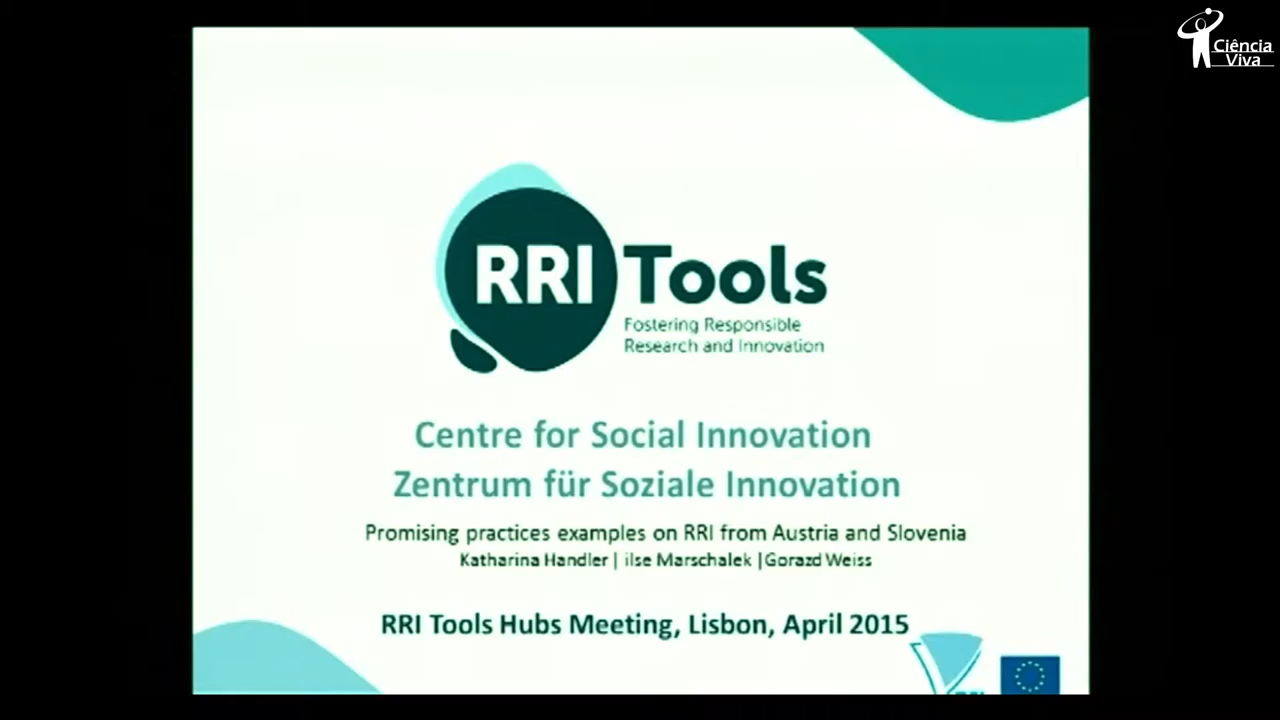 Ciência
Viva
RRI Tools
Fostering Responsible
Research and Innovation
Centre for Social Innovation
Zentrum für Soziale Innovation
Promising practices examples on RRI from Austria and Slovenia
Katharina Handler | ilse Marschalek |Gorazd Weiss
RRI Tools Hubs Meeting, Lisbon, April 2015